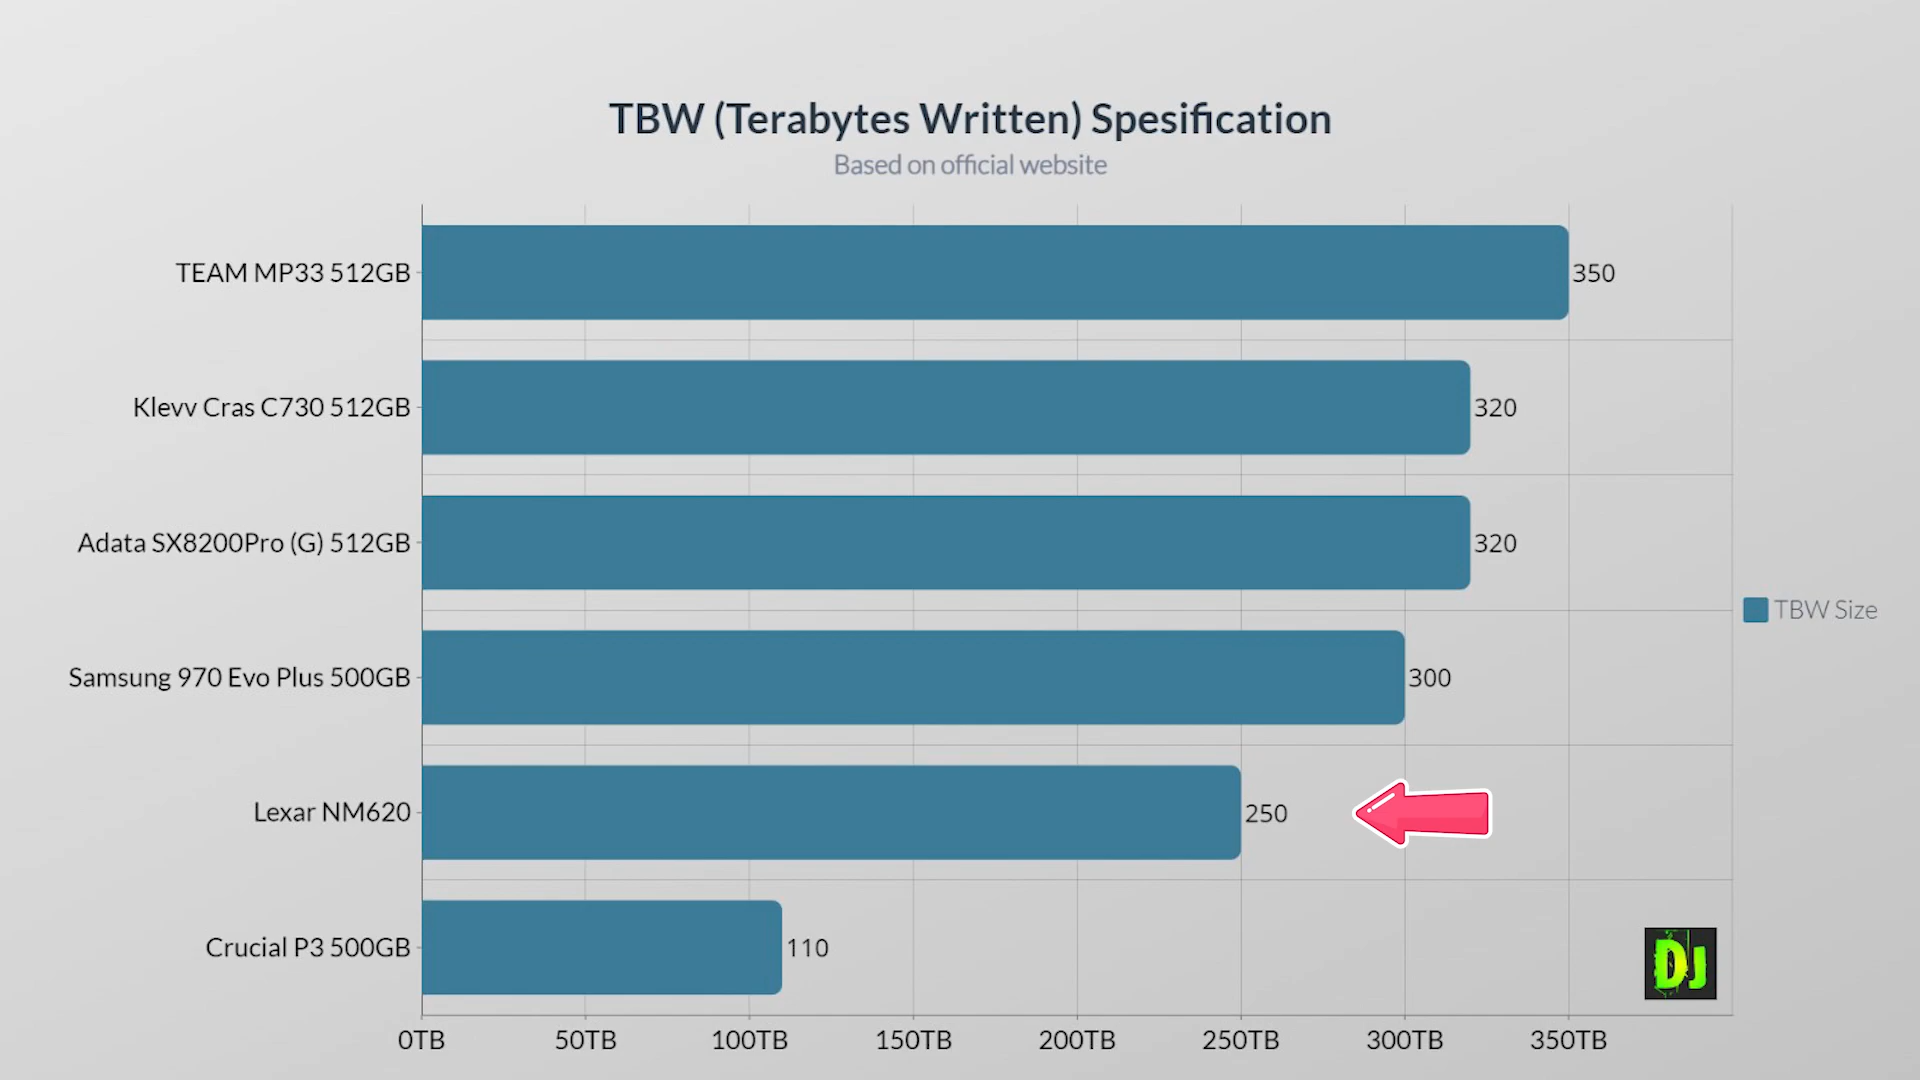 TBW (Terabytes Written) Spesification
Based on official website
TEAM MP33 512GB
350
Klevv Cras C730 512GB
320
Adata SX8200Pro (G) 512GB
320
Samsung 970 Evo Plus 500GB
300
TBW Size
Lexar NM620
250
Crucial P3 500GB
110
DJ
0TB 50TB 100TB 150TB 200TB 250TB 300TB 350TB